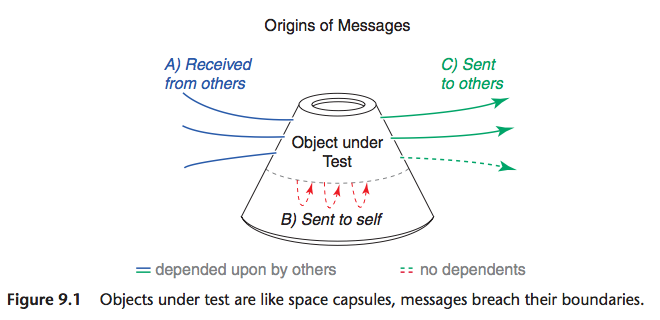 Origins of Messages
A) Received
from others
C) Sent
to others
Object under
Test
B) Sent to self
depended upon by others
no dependents
Figure 9.1 Objects under test are like space capsules, messages breach their boundaries.